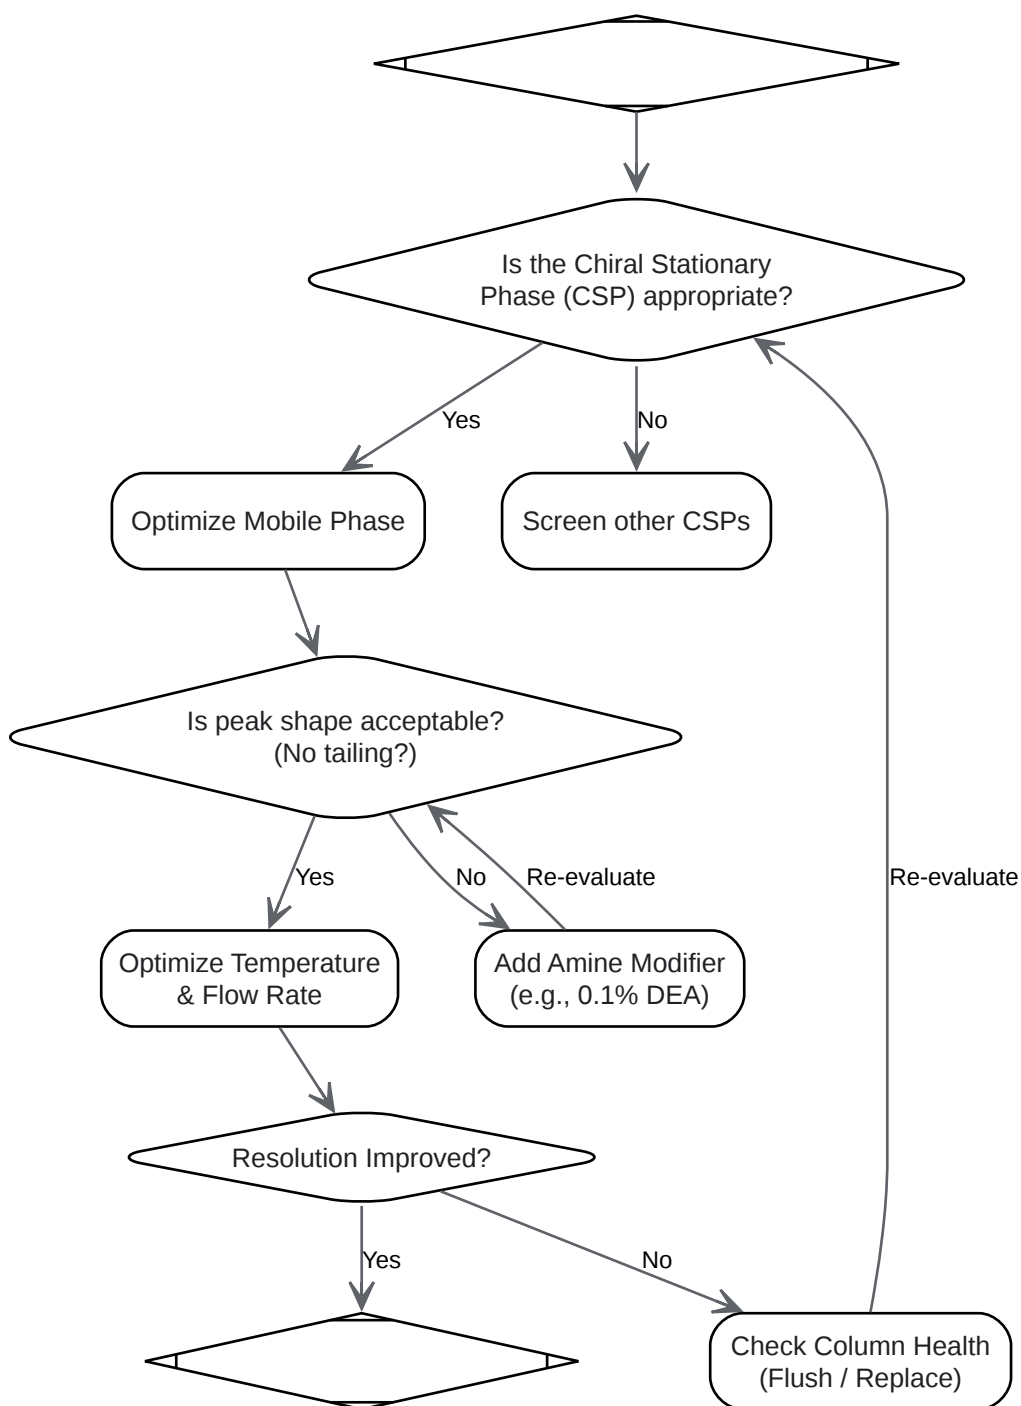 Is the Chiral Stationary
Phase (CSP) appropriate?
Yes
No
Optimize Mobile Phase
Screen other CSPs
Is peak shape acceptable?
(No tailing?)
Yes
No
Re-evaluate
Re-evaluate
Optimize Temperature
& Flow Rate
Add Amine Modifier
(e.g., 0.1% DEA)
Resolution Improved?
Yes
No
Check Column Health
(Flush / Replace)